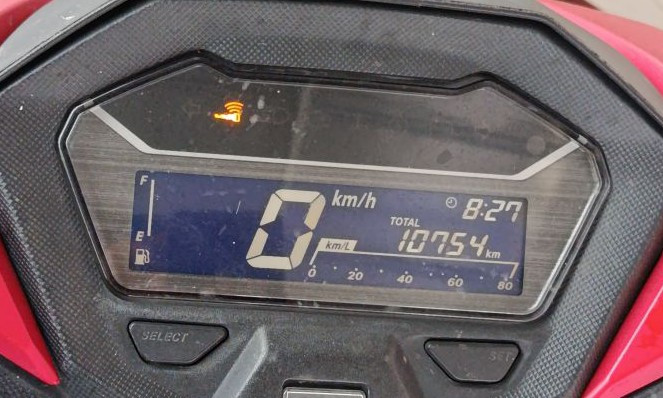 F
0 km/h
8:27
TOTAL
E
10754 km
km/L
0 20 40 60 80
SELECT
SET